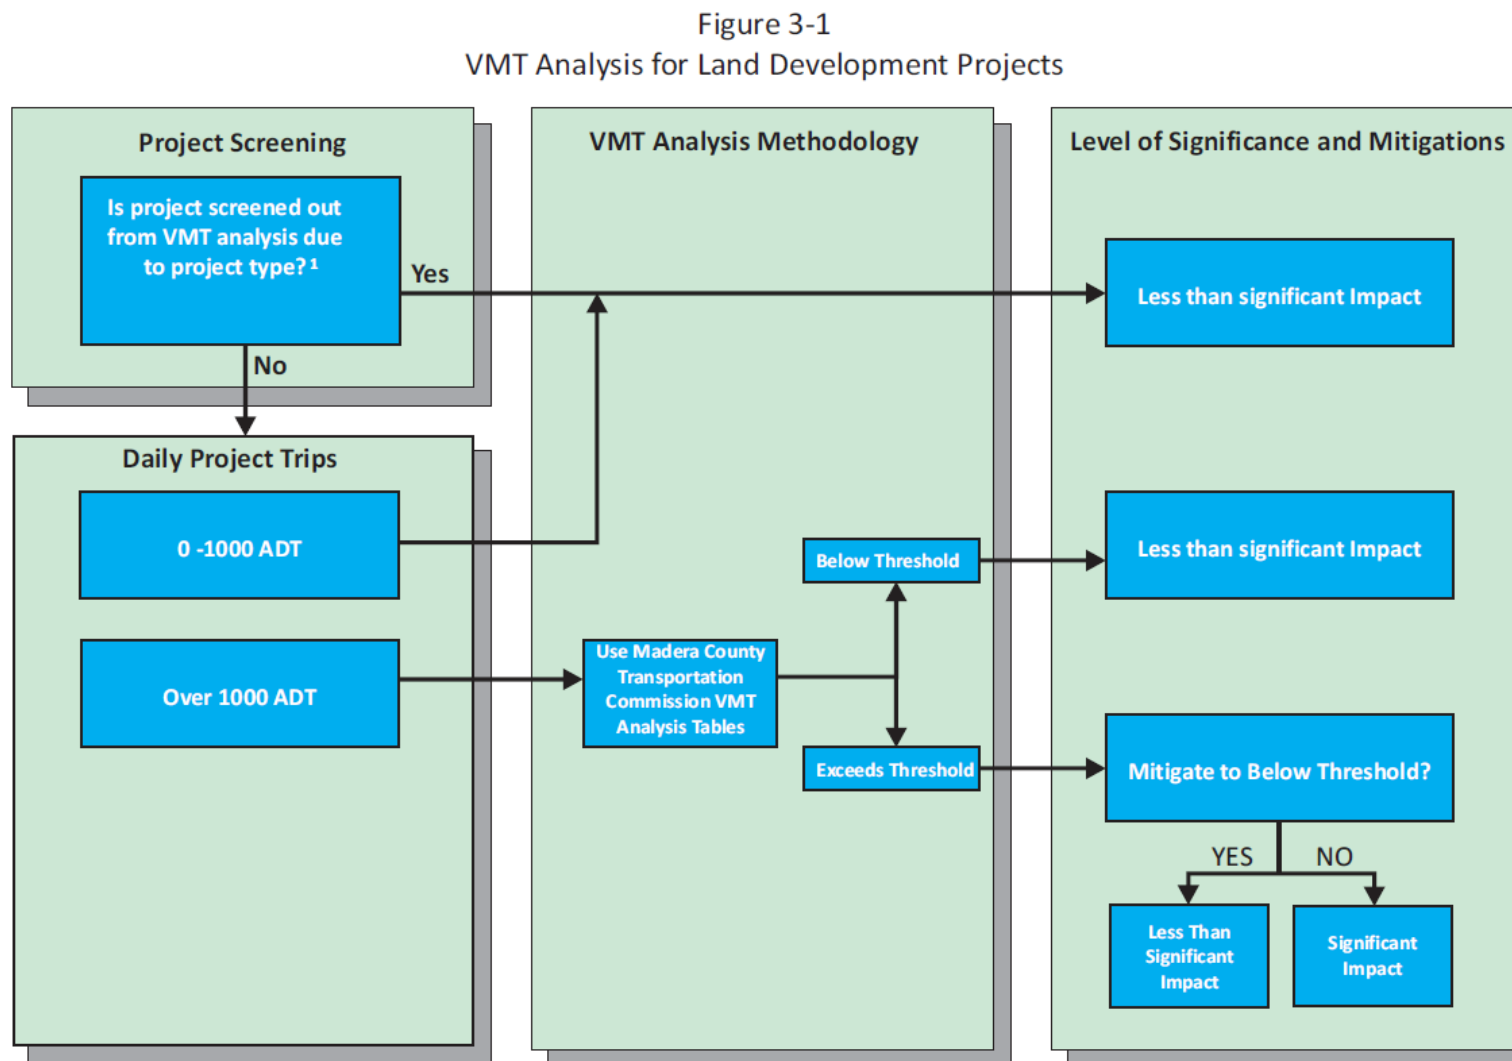 Figure 3-1
VMT Analysis for Land Development Projects
Project Screening
Is project screened out
from VMT analysis due
to project type? ¹
Yes
No
Daily Project Trips
0 -1000 ADT
Over 1000 ADT
VMT Analysis Methodology
Use Madera County
Transportation
Commission VMT
Analysis Tables
Below Threshold
Exceeds Threshold
Level of Significance and Mitigations
Less than significant Impact
Less than significant Impact
Mitigate to Below Threshold?
YES
NO
Less Than
Significant
Impact
Significant
Impact